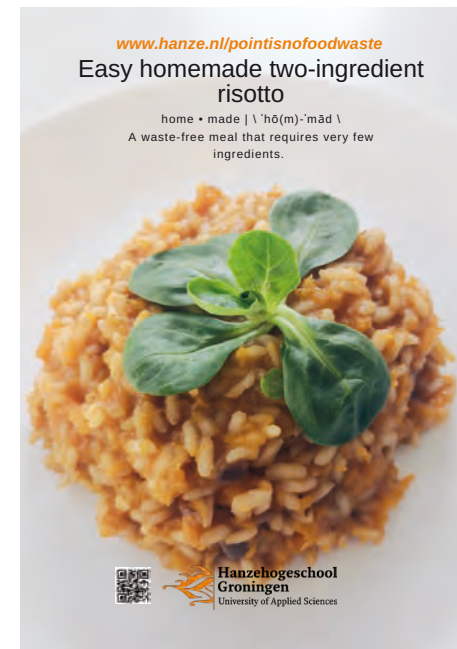 www.hanze.nl/pointisnofoodwaste
Easy homemade two-ingredient
risotto
home • made | \ ˈhō(m)-ˈmād \
A waste-free meal that requires very few
ingredients.
Hanzehogeschool
Groningen
University of Applied Sciences